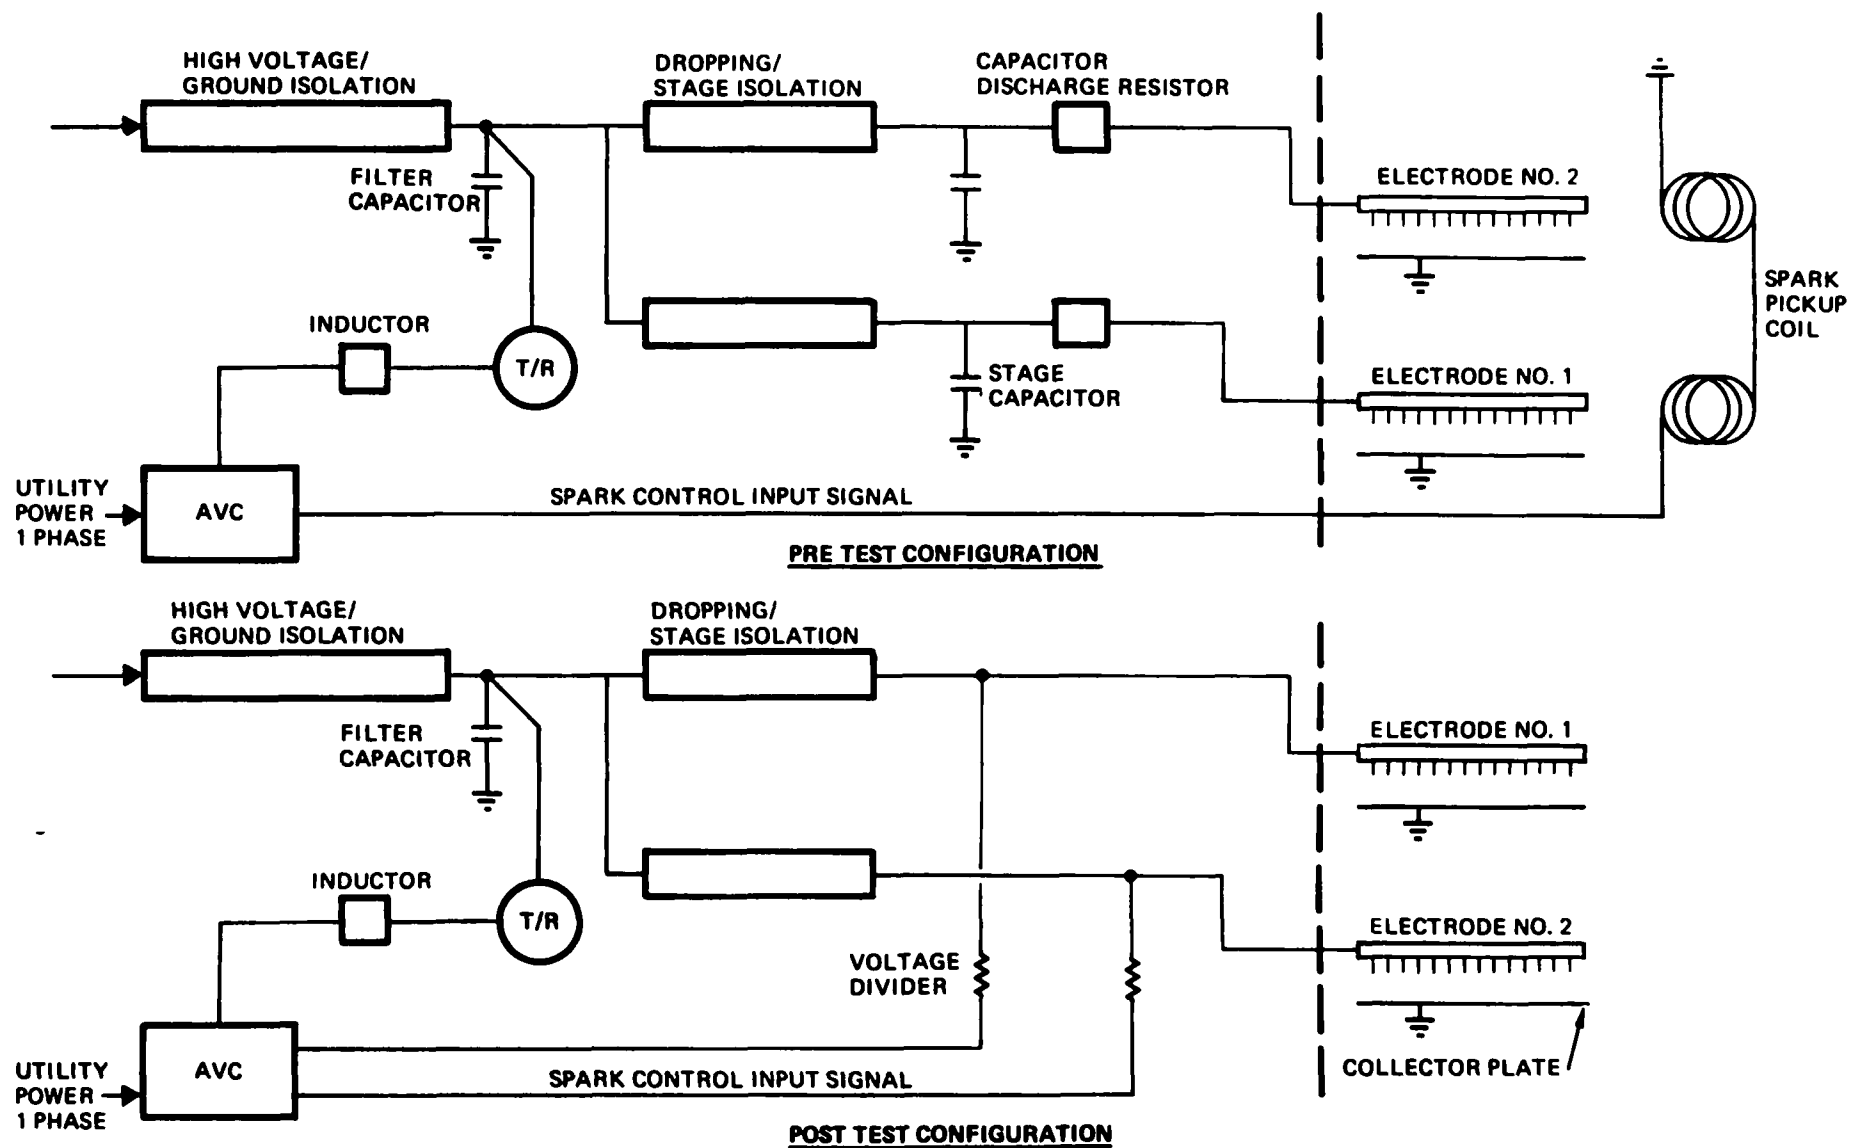 HIGH VOLTAGE/
GROUND ISOLATION
DROPPING/
STAGE ISOLATION
CAPACITOR
DISCHARGE RESISTOR
FILTER
CAPACITOR
ELECTRODE NO. 2
SPARK
PICKUP
COIL
INDUCTOR
T/R
STAGE
CAPACITOR
ELECTRODE NO. 1
UTILITY
POWER
1 PHASE
AVC
SPARK CONTROL INPUT SIGNAL
PRE TEST CONFIGURATION
HIGH VOLTAGE/
GROUND ISOLATION
DROPPING/
STAGE ISOLATION
FILTER
CAPACITOR
ELECTRODE NO. 1
INDUCTOR
T/R
ELECTRODE NO. 2
VOLTAGE
DIVIDER
UTILITY
POWER
1 PHASE
AVC
SPARK CONTROL INPUT SIGNAL
COLLECTOR PLATE
POST TEST CONFIGURATION